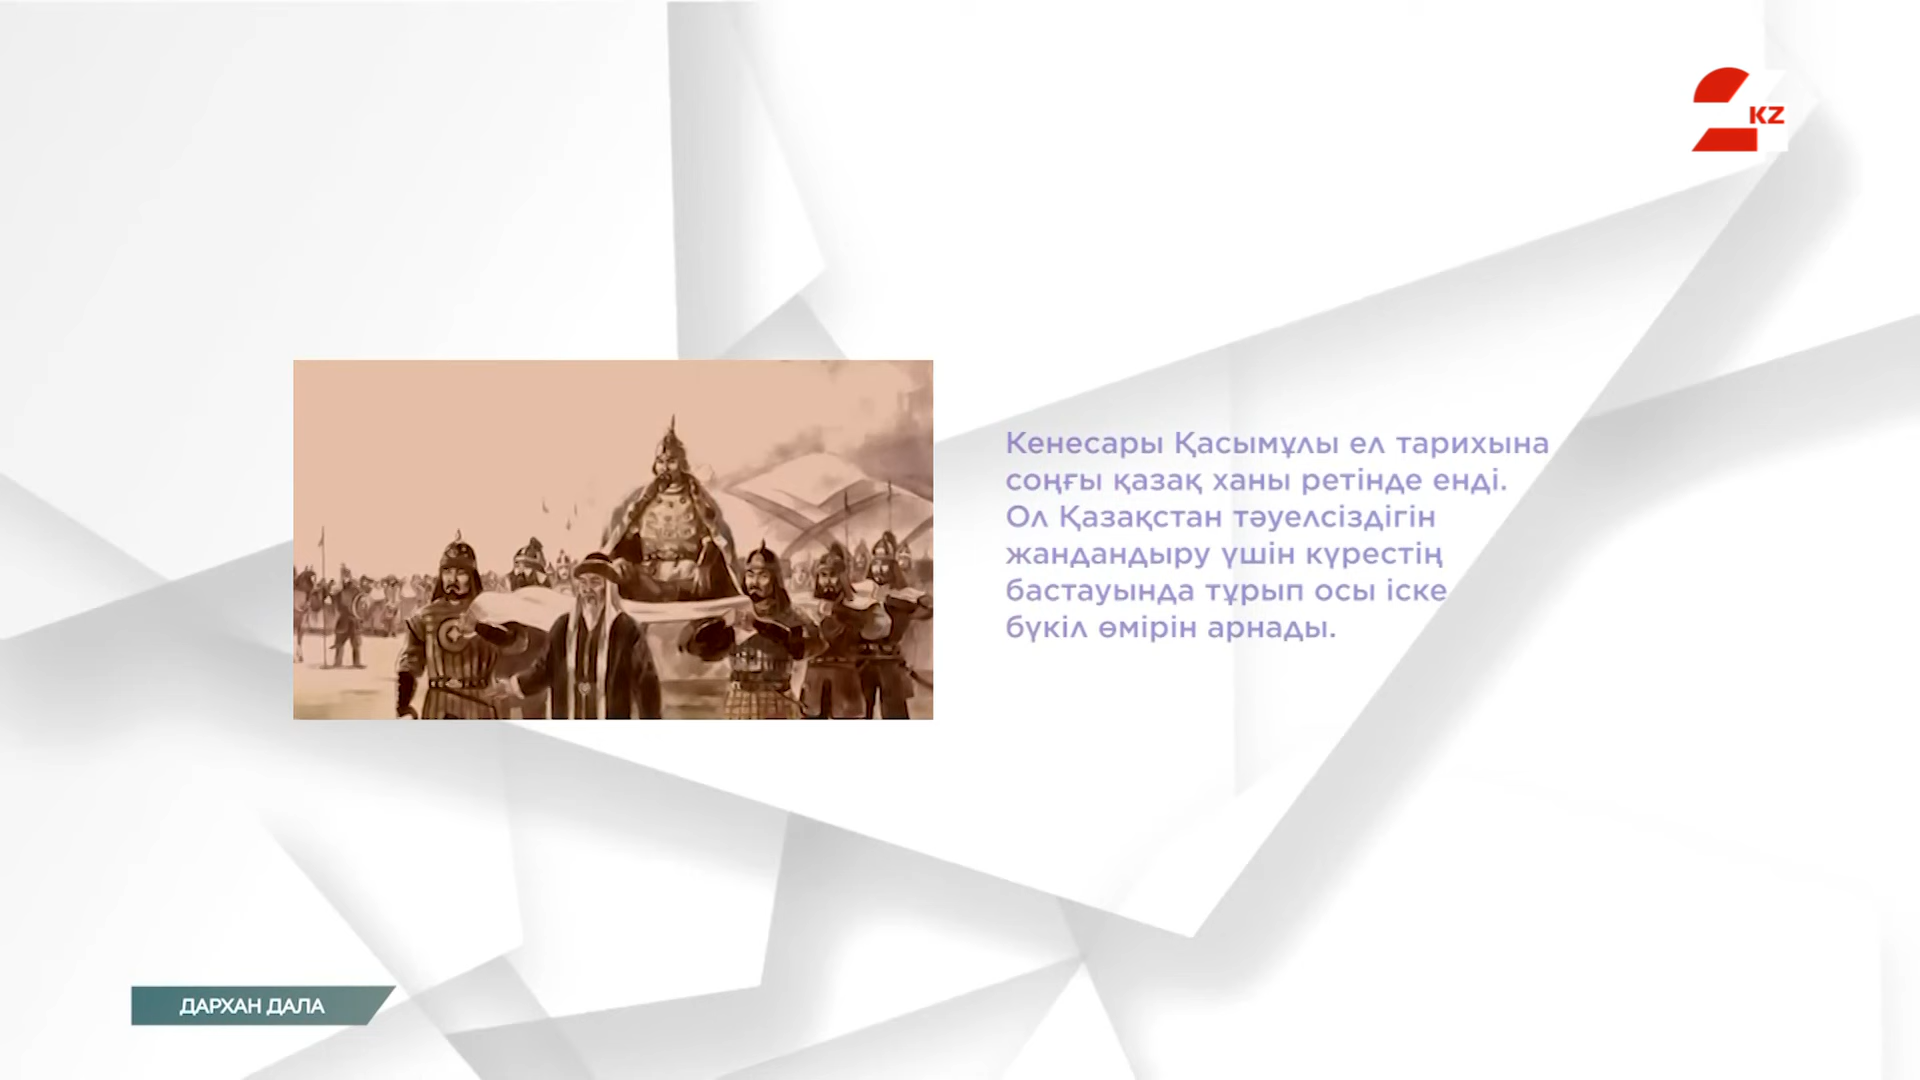 KZ
Кенесары Қасымұлы ел тарихына
соңғы қазақ ханы ретінде енді.
Ол Қазақстан тәуелсіздігін
жандандыру үшін күрестің
бастауында тұрып осы іске
бүкіл өмірін арнады.
ДАРХАН ДАЛА